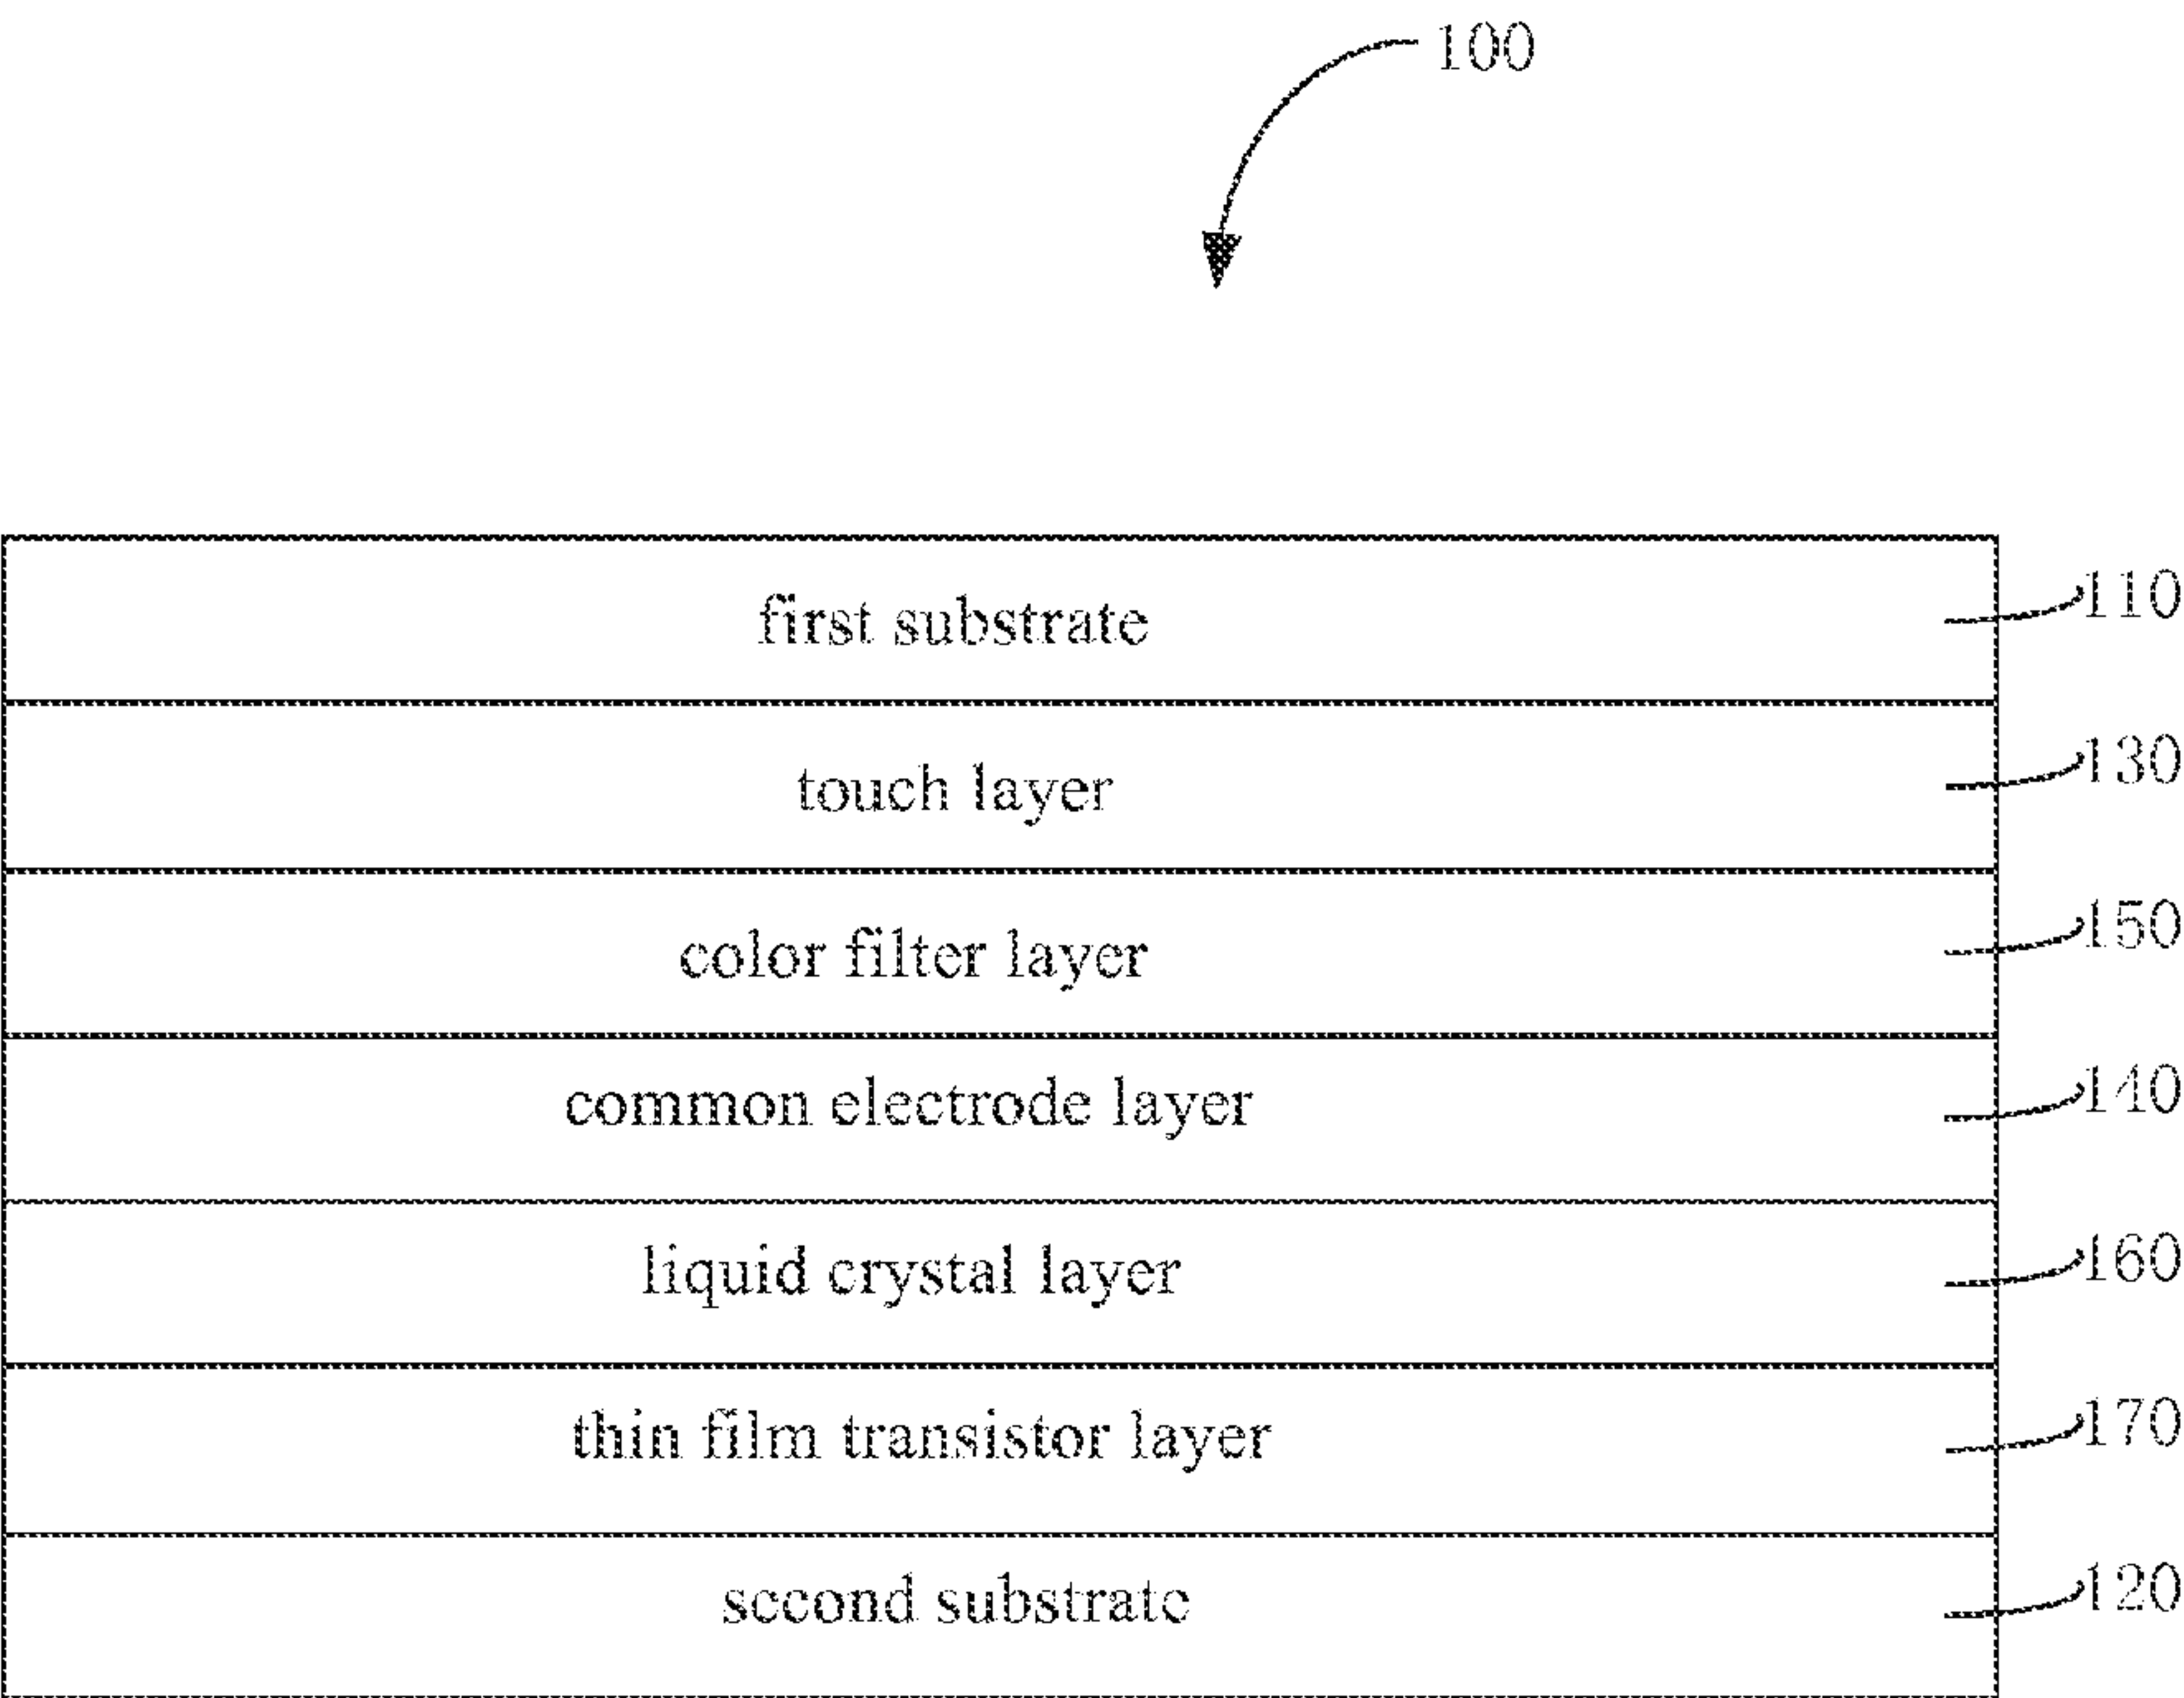 100
first substrate 110
touch layer 130
color filter layer 150
common electrode layer 140
liquid crystal layer 160
thin film transistor layer 170
second substrate 120